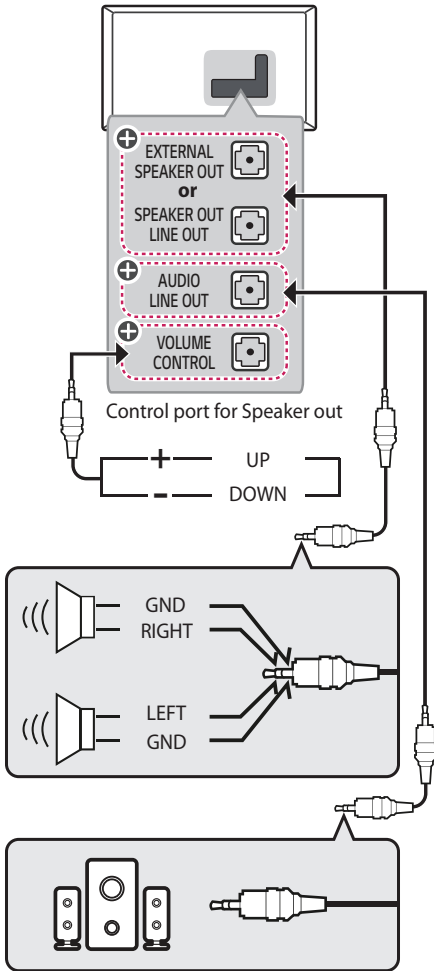 EXTERNAL
SPEAKER OUT
or
SPEAKER OUT
LINE OUT
AUDIO
LINE OUT
VOLUME
CONTROL
Control port for Speaker out
+ UP
- DOWN
GND
RIGHT
LEFT
GND